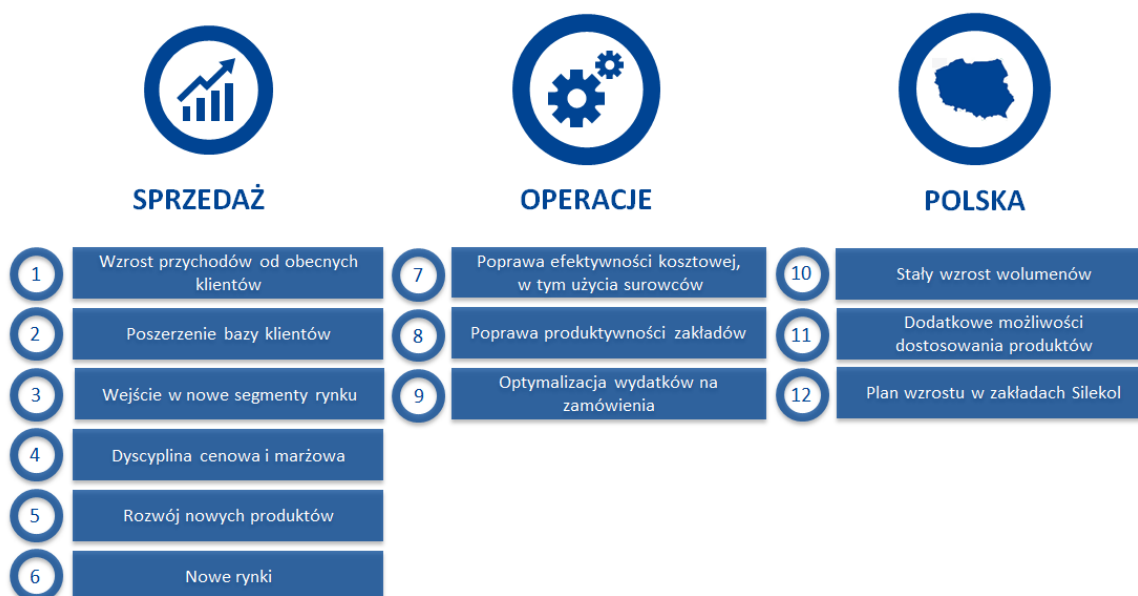 SPRZEDAŻ
1
Wzrost przychodów od obecnych
klientów
2
Poszerzenie bazy klientów
3
Wejście w nowe segmenty rynku
4
Dyscyplina cenowa i marżowa
5
Rozwój nowych produktów
6
Nowe rynki
OPERACJE
7
Poprawa efektywności kosztowej,
w tym użycia surowców
8
Poprawa produktywności zakładów
9
Optymalizacja wydatków na
zamówienia
POLSKA
10
Stały wzrost wolumenów
11
Dodatkowe możliwości
dostosowania produktów
12
Plan wzrostu w zakładach Silekol